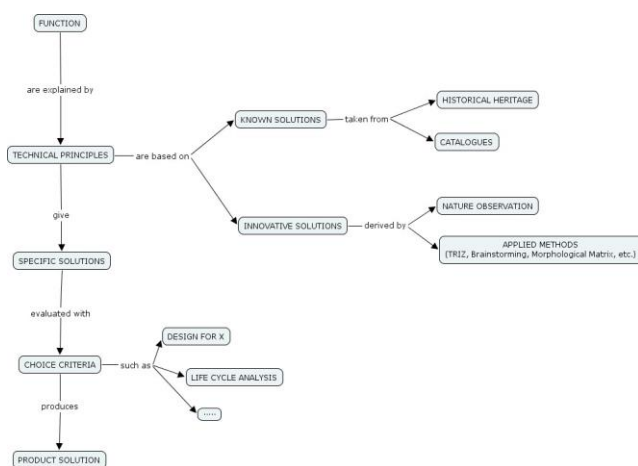 FUNCTION
are explained by
HISTORICAL HERITAGE
KNOWN SOLUTIONS
taken from
CATALOGUES
TECHNICAL PRINCIPLES
are based on
NATURE OBSERVATION
give
INNOVATIVE SOLUTIONS
derived by
APPLIED METHODS
(TRIZ, Brainstorming, Morphological Matrix, etc.)
SPECIFIC SOLUTIONS
evaluated with
DESIGN FOR X
CHOICE CRITERIA
such as
LIFE CYCLE ANALYSIS
produces
.....
PRODUCT SOLUTION